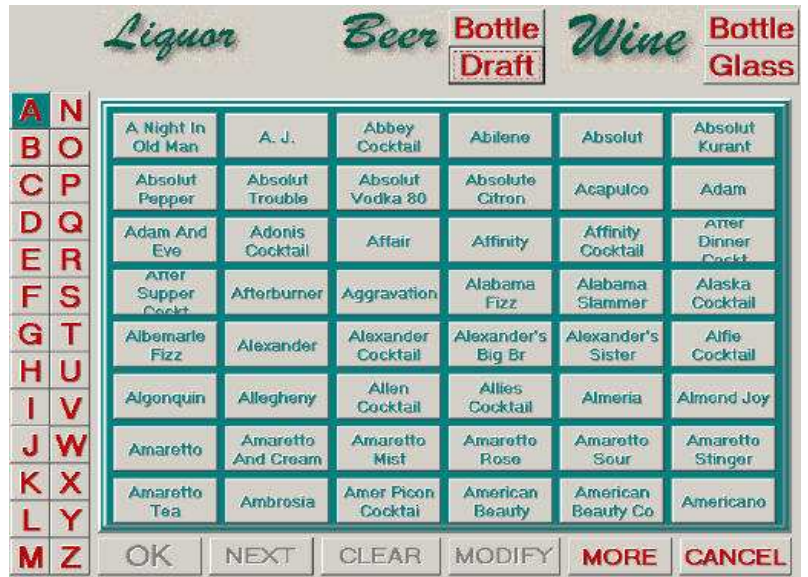 Liquor Beer Bottle Wine Bottle
Draft Glass
A N
B O
C P
D Q
E R
F S
G T
H U
I V
J W
K X
L Y
M Z
A Night In
Old Man
A. J.
Abbey
Cocktail
Abilene
Absolut
Absolut
Kurant
Absolut
Pepper
Absolut
Trouble
Absolut
Vodka 80
Absolute
Citron
Acapulco
Adam
Adam And
Eve
Adonis
Cocktail
Affair
Affinity
Affinity
Cocktail
After
Dinner
Cockt
After
Supper
Cockt
Afterburner
Aggravation
Alabama
Fizz
Alabama
Slammer
Alaska
Cocktail
Albemarle
Fizz
Alexander
Alexander
Cocktail
Alexander's
Big Br
Alexander's
Sister
Alfie
Cocktail
Algonquin
Allegheny
Allen
Cocktail
Allies
Cocktail
Almeria
Almond Joy
Amaretto
Amaretto
And Cream
Amaretto
Mist
Amaretto
Rose
Amaretto
Sour
Amaretto
Stinger
Amaretto
Tea
Ambrosia
Amer Picon
Cocktai
American
Beauty
American
Beauty Co
Americano
OK NEXT CLEAR MODIFY MORE CANCEL